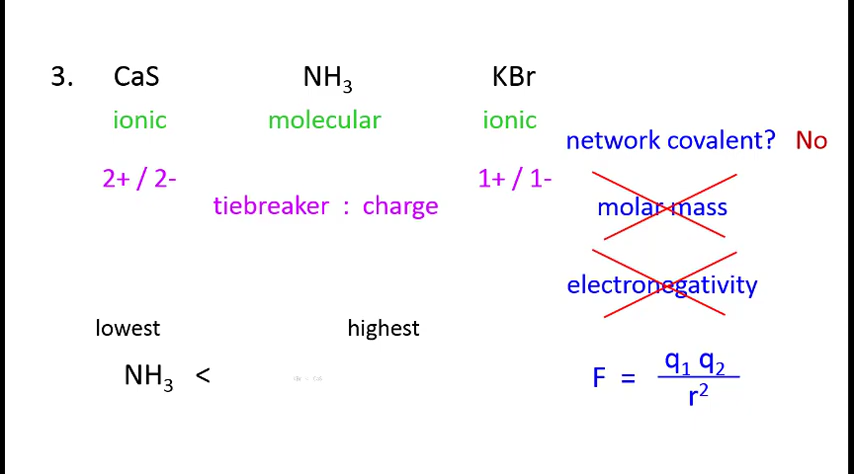 3. CaS NH₃ KBr
ionic molecular ionic
network covalent? No
2+ / 2- 1+ / 1-
tiebreaker : charge
molar mass
electronegativity
lowest highest
NH₃ <
F = q₁ q₂ / r²